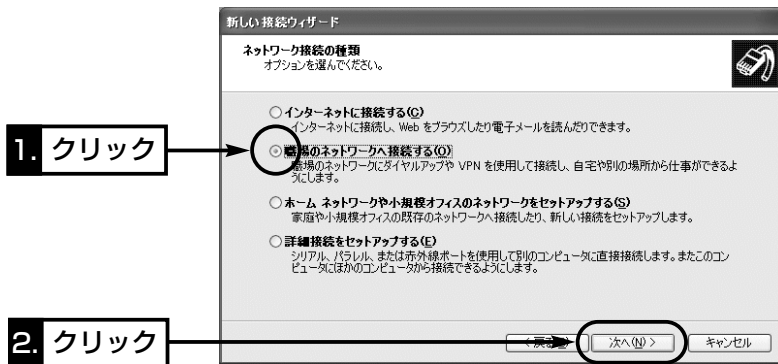 新しい接続ウィザード
ネットワーク接続の種類
オプションを選んでください。
インターネットに接続する(C)
インターネットに接続し、Web をブラウズしたり電子メールを読んだりできます。
1. クリック
職場のネットワークへ接続する(O)
職場のネットワークにダイヤルアップや VPN を使用して接続し、自宅や別の場所から仕事ができるよ
うにします。
ホーム ネットワークや小規模オフィスのネットワークをセットアップする(S)
家庭や小規模オフィスの既存のネットワークへ接続したり、新しい接続をセットアップします。
詳細接続をセットアップする(E)
シリアル、パラレル、または赤外線ポートを使用して別のコンピュータに直接接続します。またこのコン
ピュータにほかのコンピュータから接続できるようにします。
2. クリック
< 戻る
次へ(N) >
キャンセル